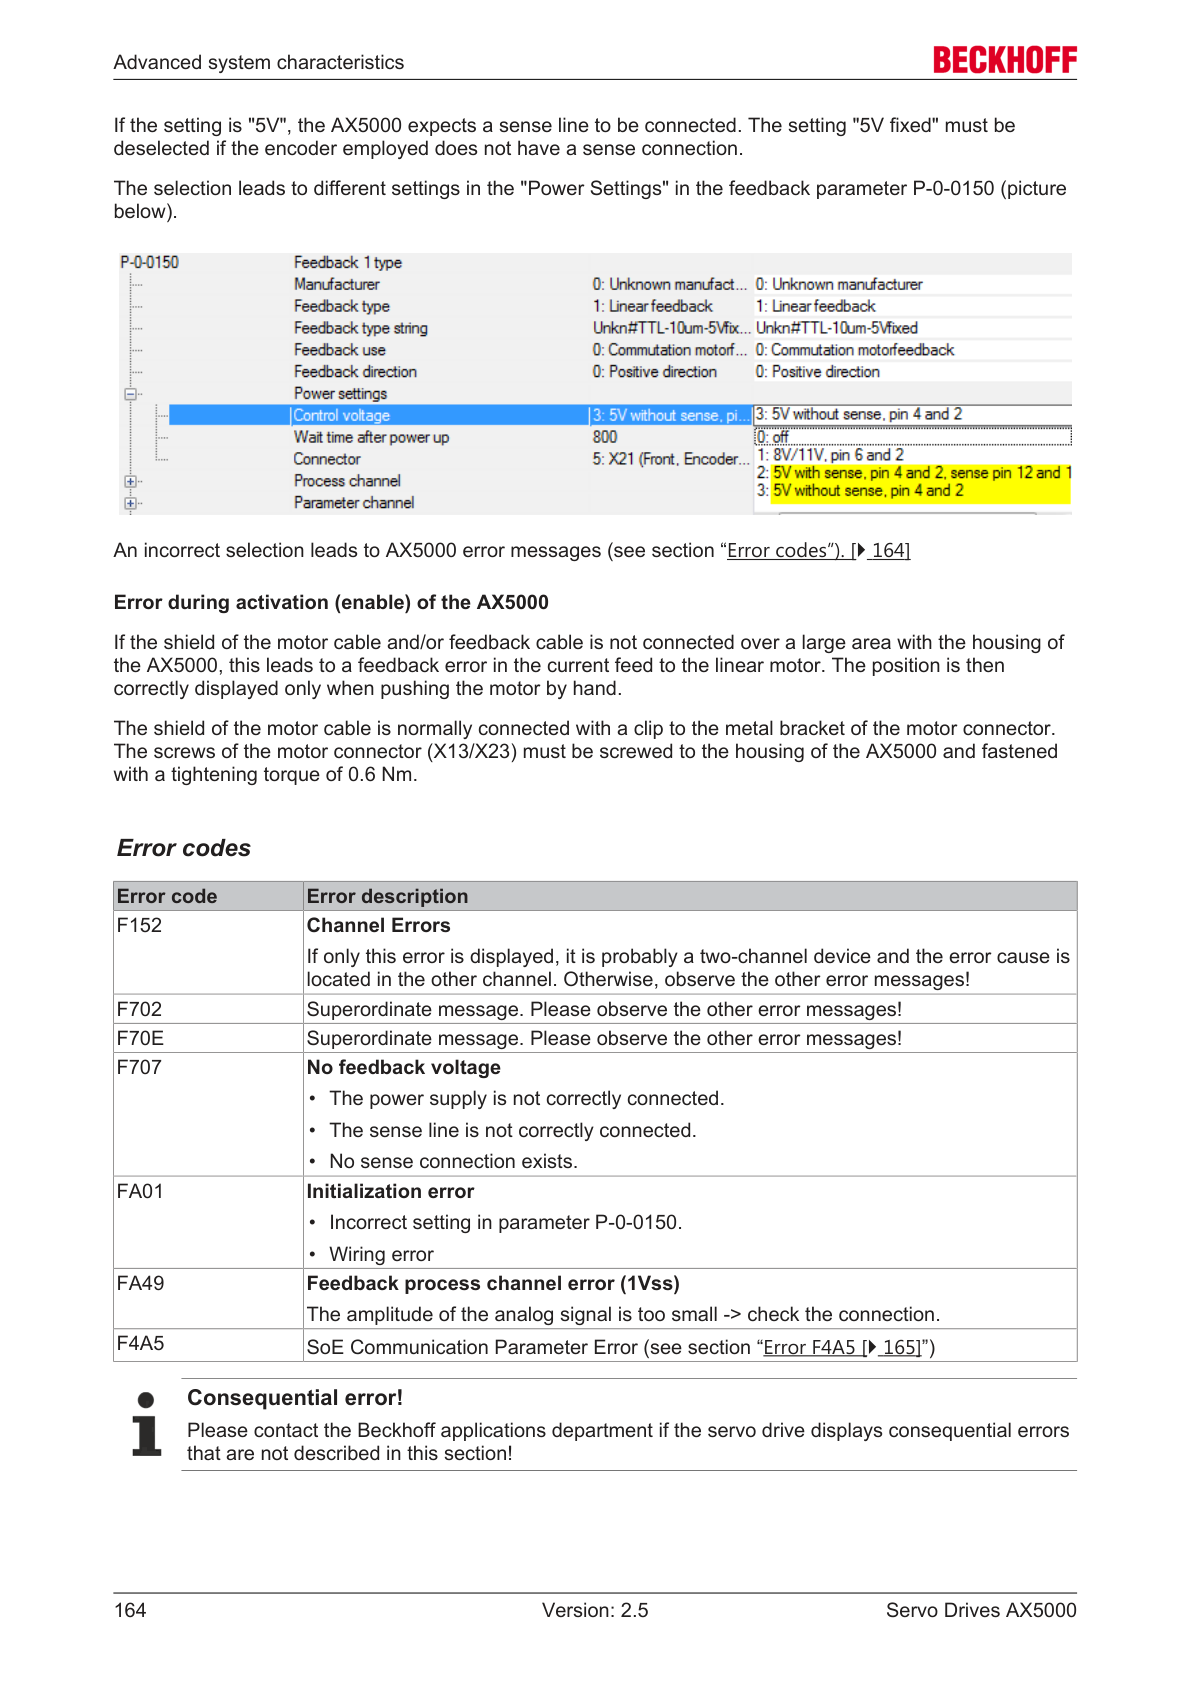 Advanced system characteristics
BECKHOFF
If the setting is "5V", the AX5000 expects a sense line to be connected. The setting "5V fixed" must be
deselected if the encoder employed does not have a sense connection.
The selection leads to different settings in the "Power Settings" in the feedback parameter P-0-0150 (picture
below).
P-0-0150 Feedback 1 type
Manufacturer 0: Unknown manufact... 0: Unknown manufacturer
Feedback type 1: Linear feedback 1: Linear feedback
Feedback type string Unkn#TTL-10um-5Vfix... Unkn#TTL-10um-5Vfixed
Feedback use 0: Commutation motorf... 0: Commutation motorfeedback
Feedback direction 0: Positive direction 0: Positive direction
Power settings
Control voltage 3: 5V without sense, pi... 3: 5V without sense, pin 4 and 2
Wait time after power up 800 0: off
1: 8V/11V, pin 6 and 2
Connector 5: X21 (Front, Encoder... 2: 5V with sense, pin 4 and 2, sense pin 12 and 1
Process channel 3: 5V without sense, pin 4 and 2
Parameter channel
An incorrect selection leads to AX5000 error messages (see section “Error codes“). [▶ 164]
Error during activation (enable) of the AX5000
If the shield of the motor cable and/or feedback cable is not connected over a large area with the housing of
the AX5000, this leads to a feedback error in the current feed to the linear motor. The position is then
correctly displayed only when pushing the motor by hand.
The shield of the motor cable is normally connected with a clip to the metal bracket of the motor connector.
The screws of the motor connector (X13/X23) must be screwed to the housing of the AX5000 and fastened
with a tightening torque of 0.6 Nm.
Error codes
Error code Error description
F152 Channel Errors
If only this error is displayed, it is probably a two-channel device and the error cause is
located in the other channel. Otherwise, observe the other error messages!
F702 Superordinate message. Please observe the other error messages!
F70E Superordinate message. Please observe the other error messages!
F707 No feedback voltage
• The power supply is not correctly connected.
• The sense line is not correctly connected.
• No sense connection exists.
FA01 Initialization error
• Incorrect setting in parameter P-0-0150.
• Wiring error
FA49 Feedback process channel error (1Vss)
The amplitude of the analog signal is too small -> check the connection.
F4A5 SoE Communication Parameter Error (see section “Error F4A5 [▶ 165]”)
Consequential error!
Please contact the Beckhoff applications department if the servo drive displays consequential errors
that are not described in this section!
164 Version: 2.5 Servo Drives AX5000